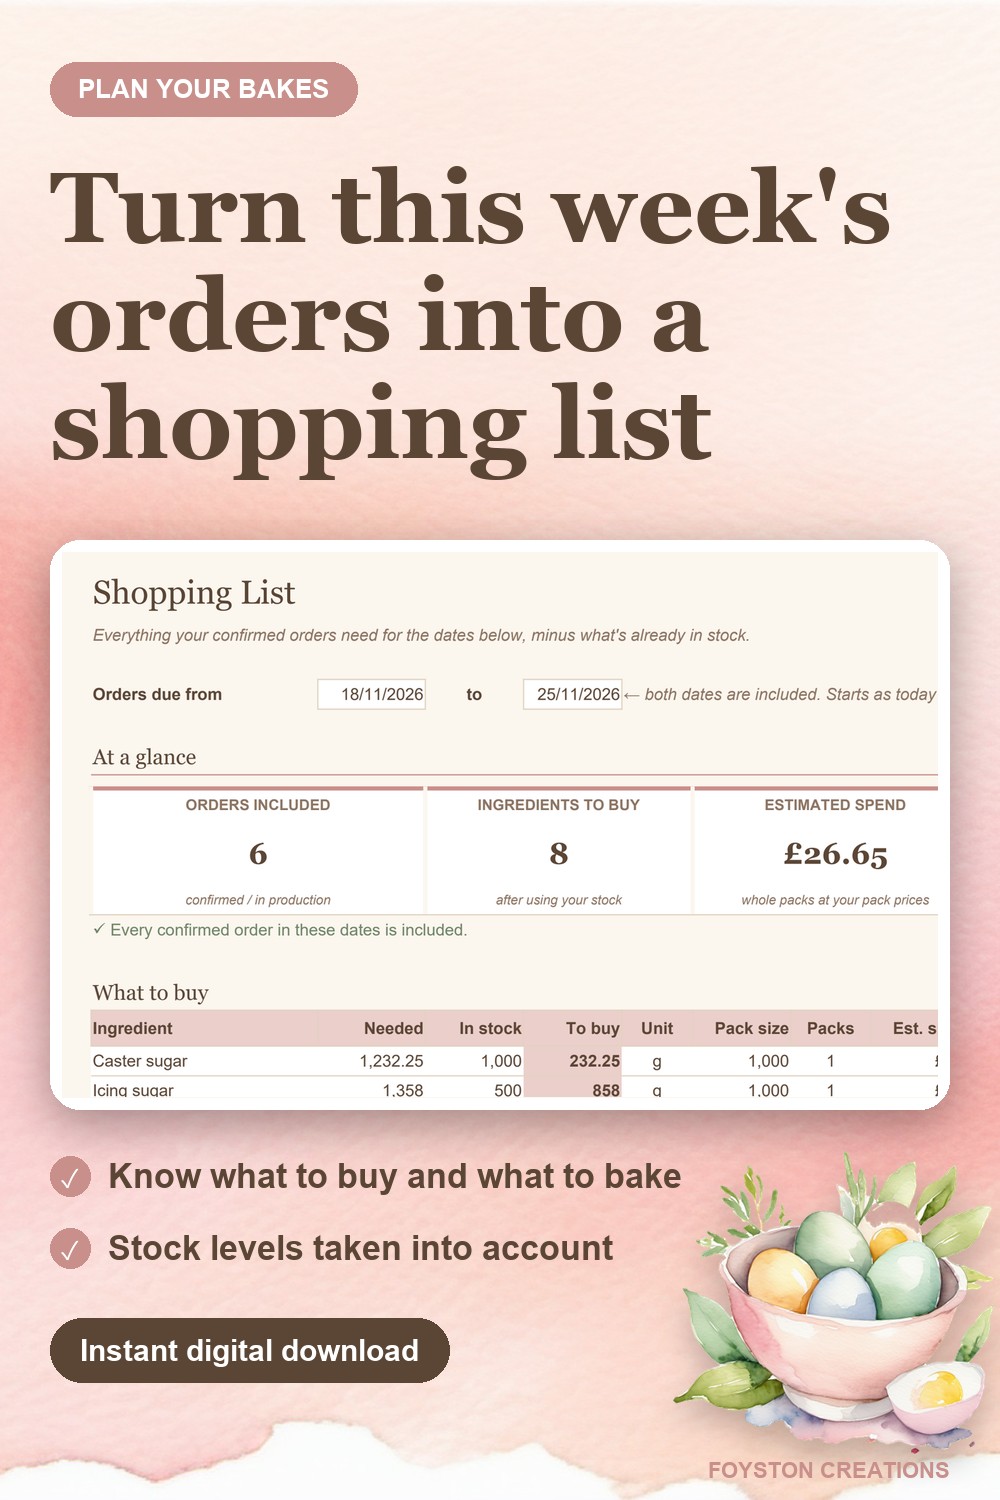 PLAN YOUR BAKES
Turn this week's
orders into a
shopping list
Shopping List
Everything your confirmed orders need for the dates below, minus what's already in stock.
Orders due from 18/11/2026 to 25/11/2026 ← both dates are included. Starts as today
At a glance
ORDERS INCLUDED INGREDIENTS TO BUY ESTIMATED SPEND
6 8 £26.65
confirmed / in production after using your stock whole packs at your pack prices
✓ Every confirmed order in these dates is included.
What to buy
Ingredient Needed In stock To buy Unit Pack size Packs Est. s
Caster sugar 1,232.25 1,000 232.25 g 1,000 1
Icing sugar 1,358 500 858 g 1,000 1
✓ Know what to buy and what to bake
✓ Stock levels taken into account
Instant digital download
FOYSTON CREATIONS